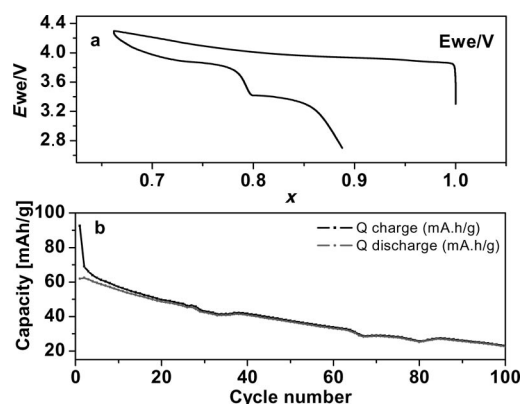 4.4
a
Ewe/V
4.0
3.6
3.2
2.8
Ewe/V
0.7
0.8
0.9
1.0
x
100
b
Q charge (mA.h/g)
Q discharge (mA.h/g)
80
60
40
20
Capacity [mAh/g]
0
20
40
60
80
100
Cycle number